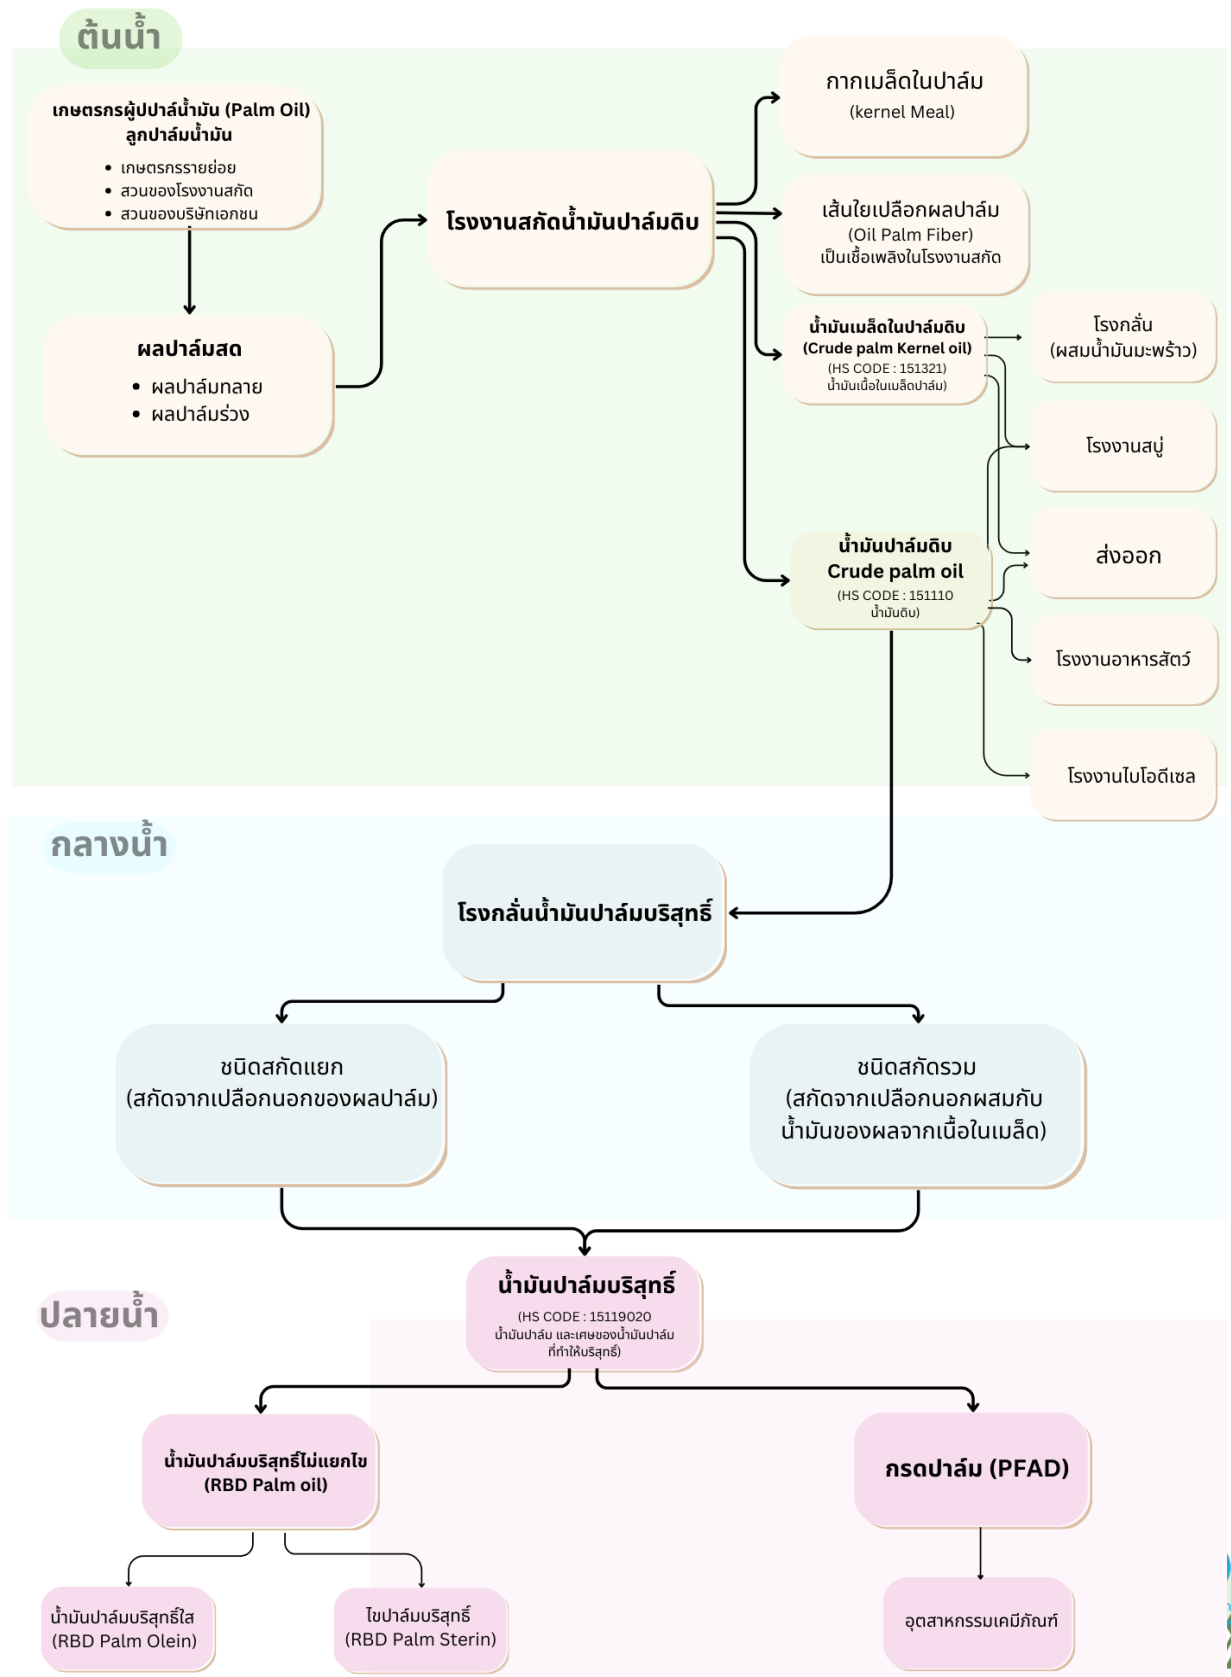 ต้นน้ำ
เกษตรกรผู้ปปาล์น้ำมัน (Palm Oil)
ลูกปาล์มน้ำมัน
• เกษตรกรรายย่อย
• สวนของโรงงานสกัด
• สวนของบริษัทเอกชน
ผลปาล์มสด
• ผลปาล์มทลาย
• ผลปาล์มร่วง
โรงงานสกัดน้ำมันปาล์มดิบ
กากเมล็ดในปาล์ม
(kernel Meal)
เส้นใยเปลือกผลปาล์ม
(Oil Palm Fiber)
เป็นเชื้อเพลิงในโรงงานสกัด
น้ำมันเมล็ดในปาล์มดิบ
(Crude palm Kernel oil)
(HS CODE : 151321)
น้ำมันเนื้อในเมล็ดปาล์ม)
โรงกลั่น
(ผสมน้ำมันมะพร้าว)
โรงงานสบู่
ส่งออก
น้ำมันปาล์มดิบ
Crude palm oil
(HS CODE : 151110
น้ำมันดิบ)
โรงงานอาหารสัตว์
โรงงานไบโอดีเซล
กลางน้ำ
โรงกลั่นน้ำมันปาล์มบริสุทธิ์
ชนิดสกัดแยก
(สกัดจากเปลือกนอกของผลปาล์ม)
ชนิดสกัดรวม
(สกัดจากเปลือกนอกผสมกับ
น้ำมันของผลจากเนื้อในเมล็ด)
ปลายน้ำ
น้ำมันปาล์มบริสุทธิ์
(HS CODE : 15119020
น้ำมันปาล์ม และเศษของน้ำมันปาล์ม
ที่ทำให้บริสุทธิ์)
น้ำมันปาล์มบริสุทธิ์ไม่แยกไข
(RBD Palm oil)
กรดปาล์ม (PFAD)
น้ำมันปาล์มบริสุทธิ์ใส
(RBD Palm Olein)
ไขปาล์มบริสุทธิ์
(RBD Palm Sterin)
อุตสาหกรรมเคมีภัณฑ์